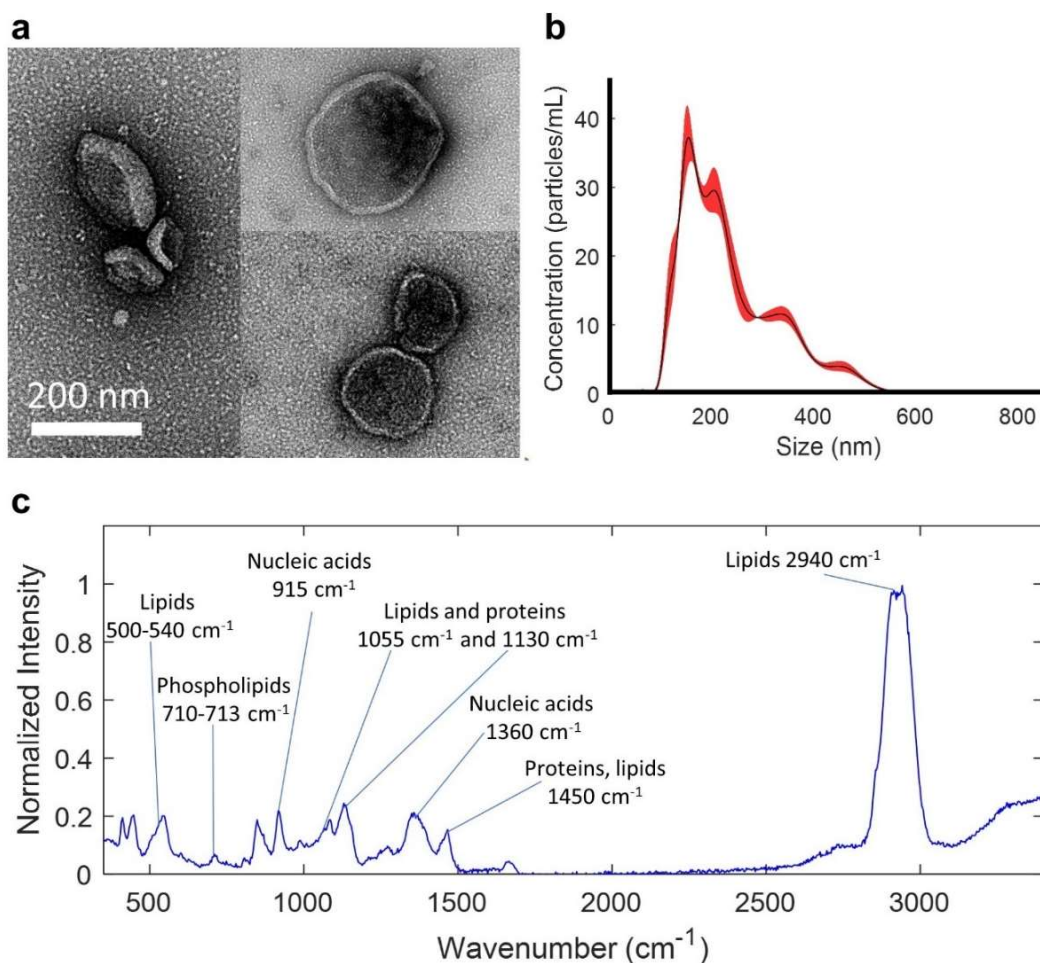 a
200 nm
b
Concentration (particles/mL)
40
30
20
10
0
0
200
400
600
800
Size (nm)
c
Normalized Intensity
1
0.8
0.6
0.4
0.2
0
Lipids
500-540 cm⁻¹
Phospholipids
710-713 cm⁻¹
Nucleic acids
915 cm⁻¹
Lipids and proteins
1055 cm⁻¹ and 1130 cm⁻¹
Nucleic acids
1360 cm⁻¹
Proteins, lipids
1450 cm⁻¹
Lipids 2940 cm⁻¹
500
1000
1500
2000
2500
3000
Wavenumber (cm⁻¹)